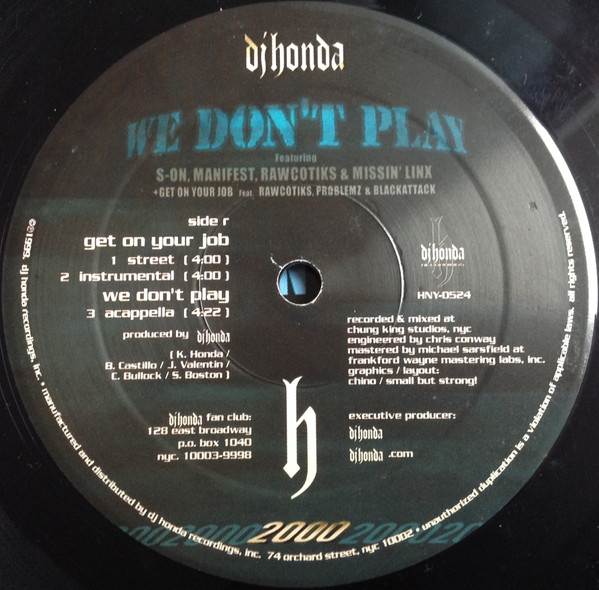 dj honda
WE DON'T PLAY
Featuring
S-ON, MANIFEST, RAWCOTIKS & MISSIN' LINX
+GET ON YOUR JOB Feat. RAWCOTIKS, PROBLEMZ & BLACKATTACK
side r
get on your job
1 street ( 4:00 )
2 instrumental ( 4:00 )
we don't play
3 acappella ( 4:22 )
produced by dj honda
( K. Honda /
B. Castillo / J. Valentin /
C. Bullock / S. Boston )
dj honda fan club:
128 east broadway
p.o. box 1040
nyc. 10003-9998
dj honda
HNY-0524
recorded & mixed at
chung king studios, nyc
engineered by chris conway
mastered by michael sarsfield at
frankford wayne mastering labs, inc.
graphics / layout:
chino / small but strong!
executive producer:
dj honda
dj honda .com
h
2000
©℗1999, dj honda recordings, inc. • manufactured and distributed by dj honda recordings, inc. 74 orchard street, nyc 10002 • unauthorized duplication is a violation of applicable laws. all rights reserved.